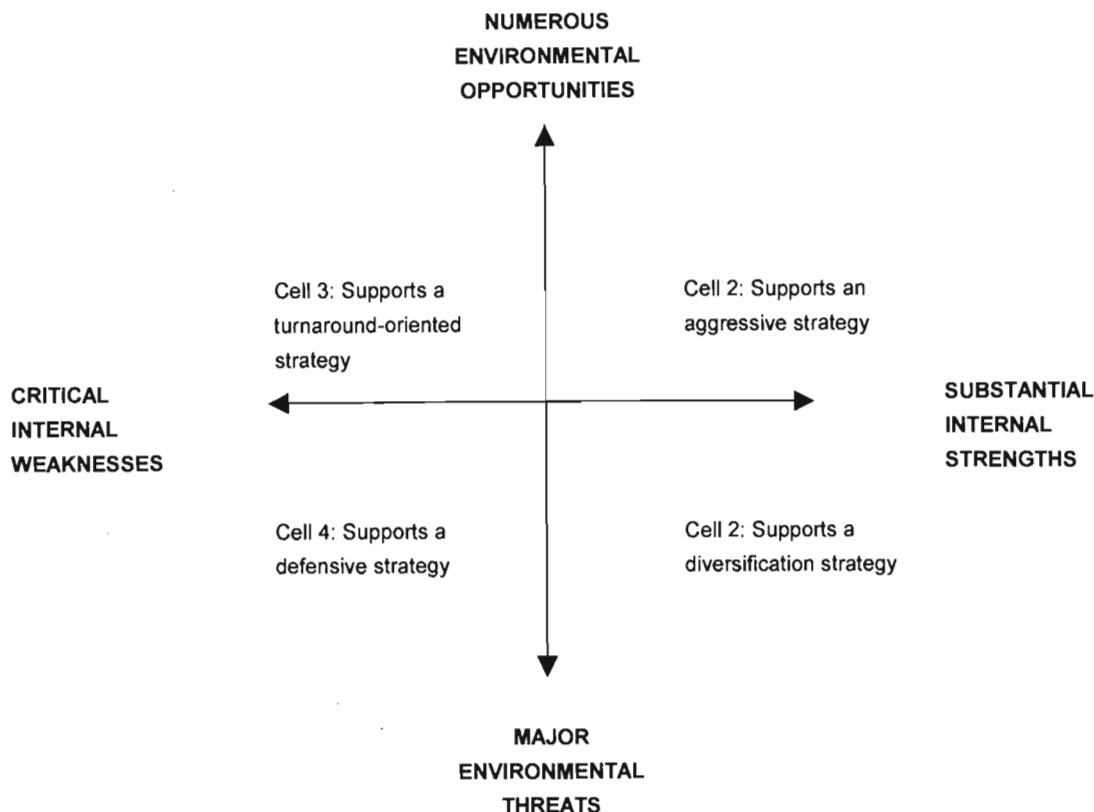 NUMEROUS
ENVIRONMENTAL
OPPORTUNITIES
Cell 3: Supports a
turnaround-oriented
strategy
Cell 2: Supports an
aggressive strategy
CRITICAL
INTERNAL
WEAKNESSES
SUBSTANTIAL
INTERNAL
STRENGTHS
Cell 4: Supports a
defensive strategy
Cell 2: Supports a
diversification strategy
MAJOR
ENVIRONMENTAL
THREATS